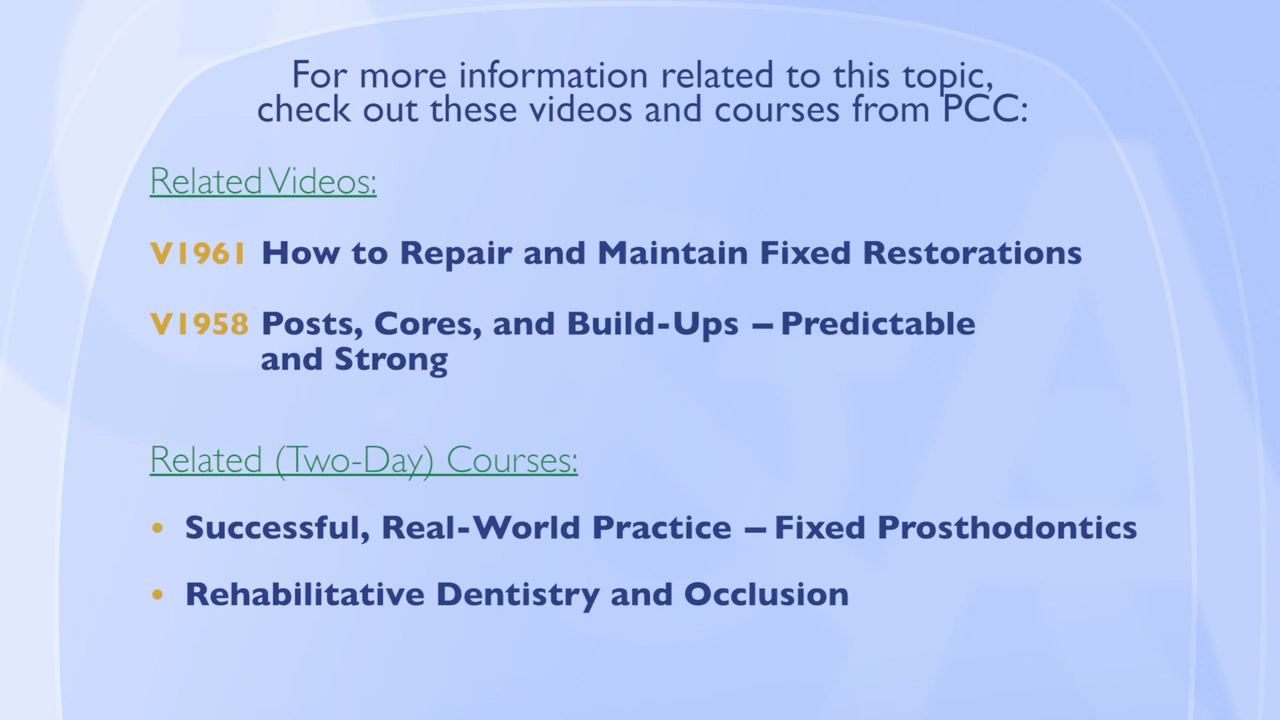 For more information related to this topic,
check out these videos and courses from PCC:
Related Videos:
V1961 How to Repair and Maintain Fixed Restorations
V1958 Posts, Cores, and Build-Ups – Predictable
and Strong
Related (Two-Day) Courses:
• Successful, Real-World Practice – Fixed Prosthodontics
• Rehabilitative Dentistry and Occlusion